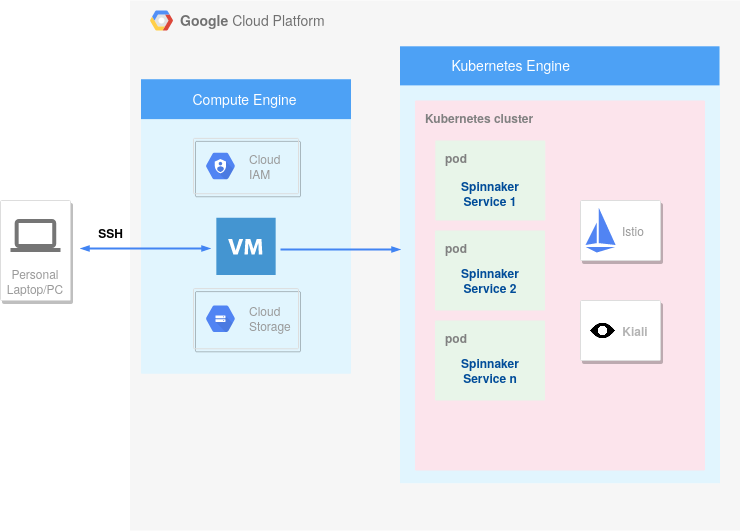 Google Cloud Platform
Kubernetes Engine
Compute Engine
Kubernetes cluster
Cloud
IAM
pod
Spinnaker
Service 1
SSH
VM
Istio
pod
Spinnaker
Service 2
Personal
Laptop/PC
Cloud
Storage
Kiali
pod
Spinnaker
Service n